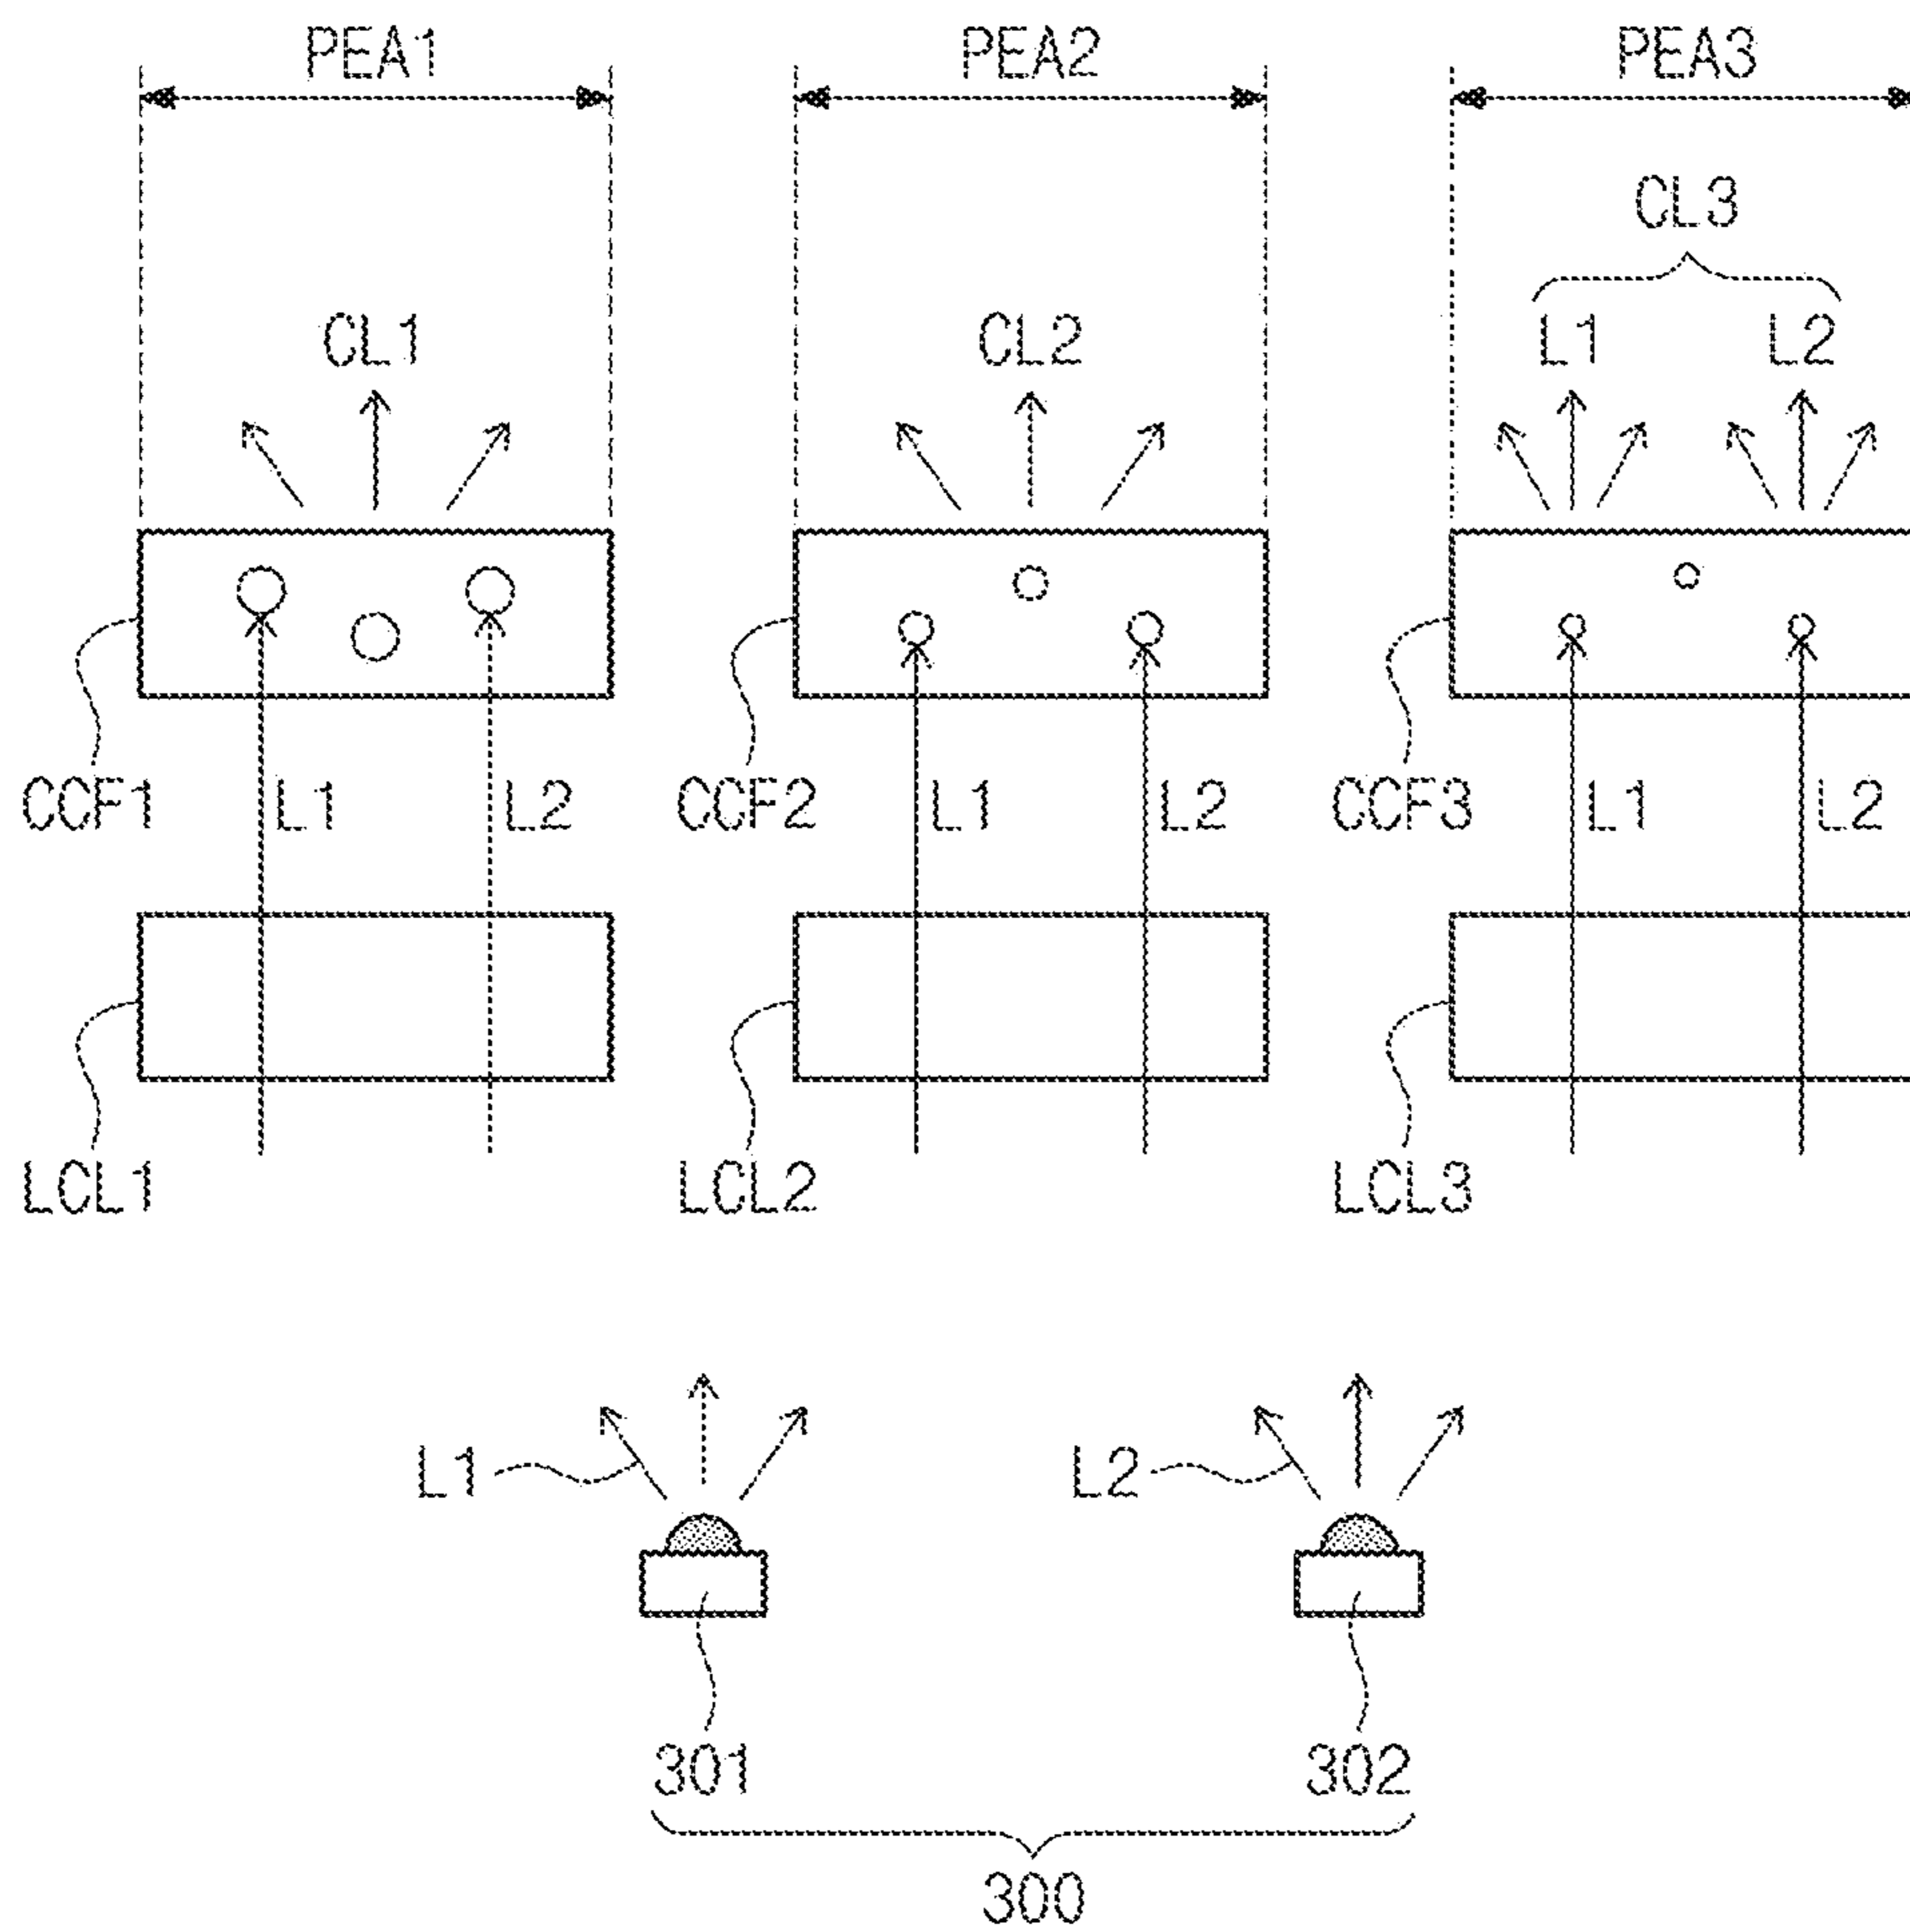 PEA1 PEA2 PEA3
CL3
CL1 CL2 L1 L2
CCF1 L1 L2 CCF2 L1 L2 CCF3 L1 L2
LCL1 LCL2 LCL3
L1 L2
301 302
300